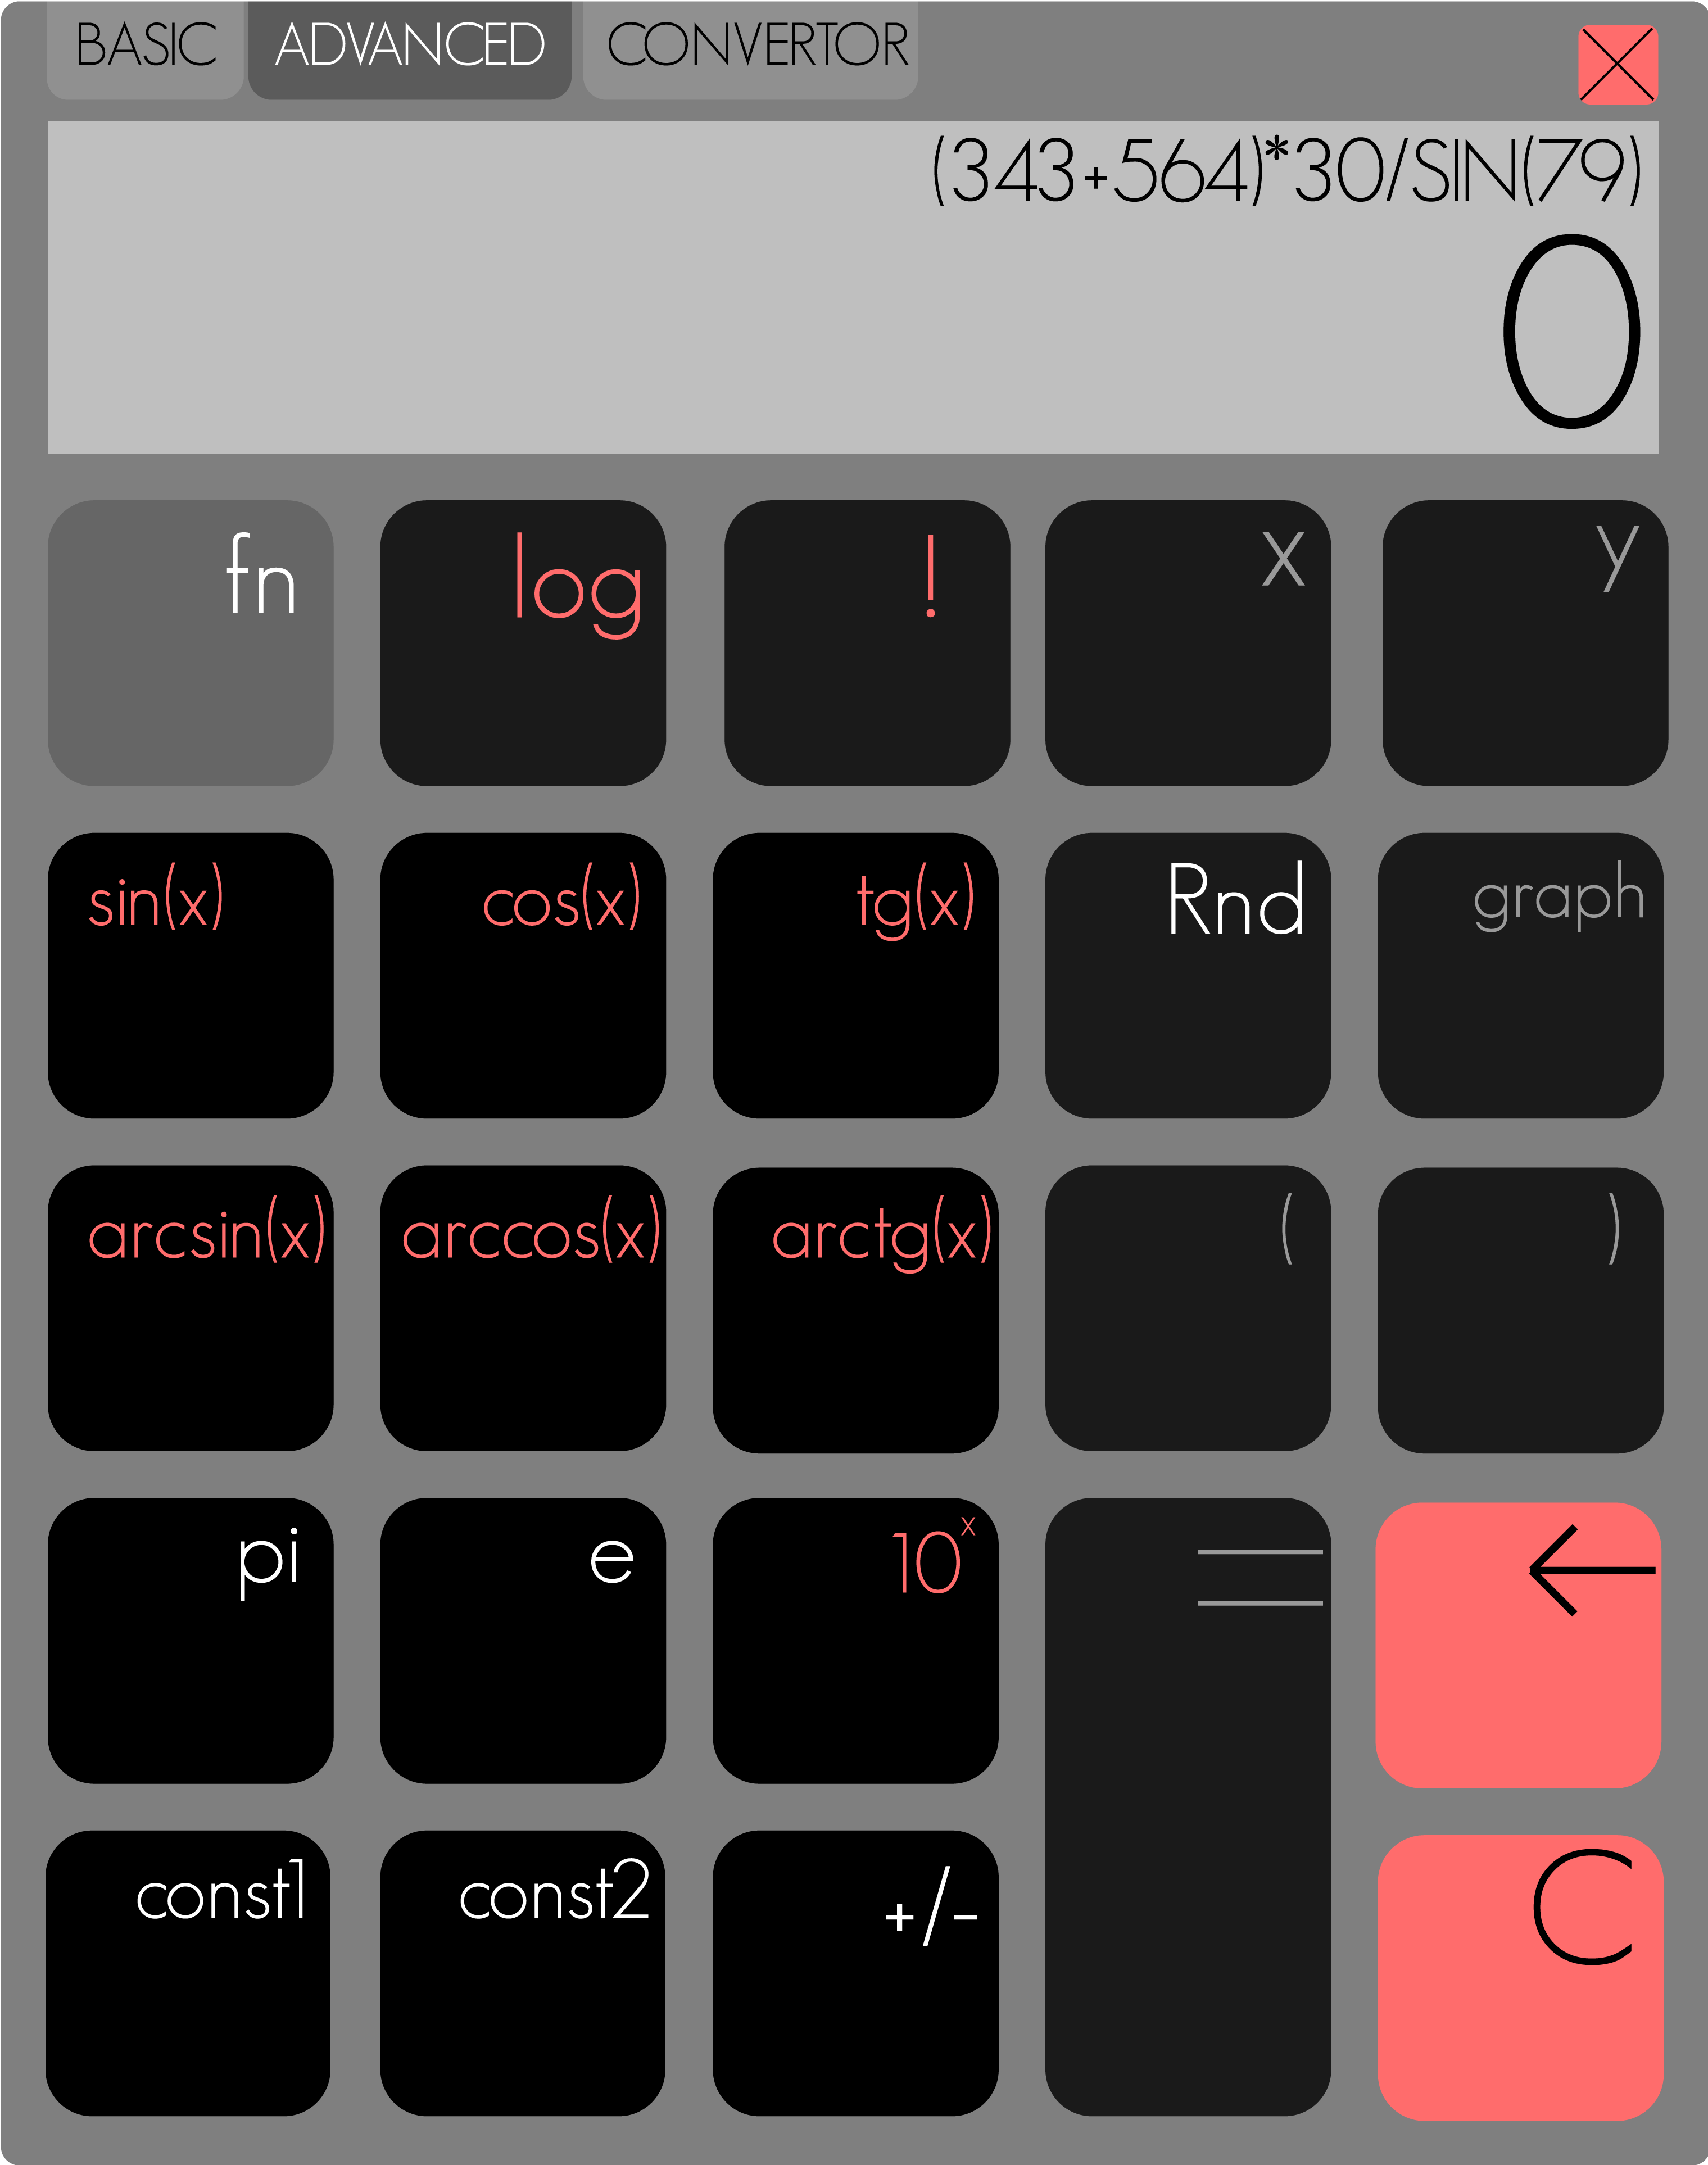 BASIC ADVANCED CONVERTOR
(343+564)*30/SIN(79)
0
fn log ! x y
sin(x) cos(x) tg(x) Rnd graph
arcsin(x) arccos(x) arctg(x) ( )
pi e 10^x = ←
const1 const2 +/- C